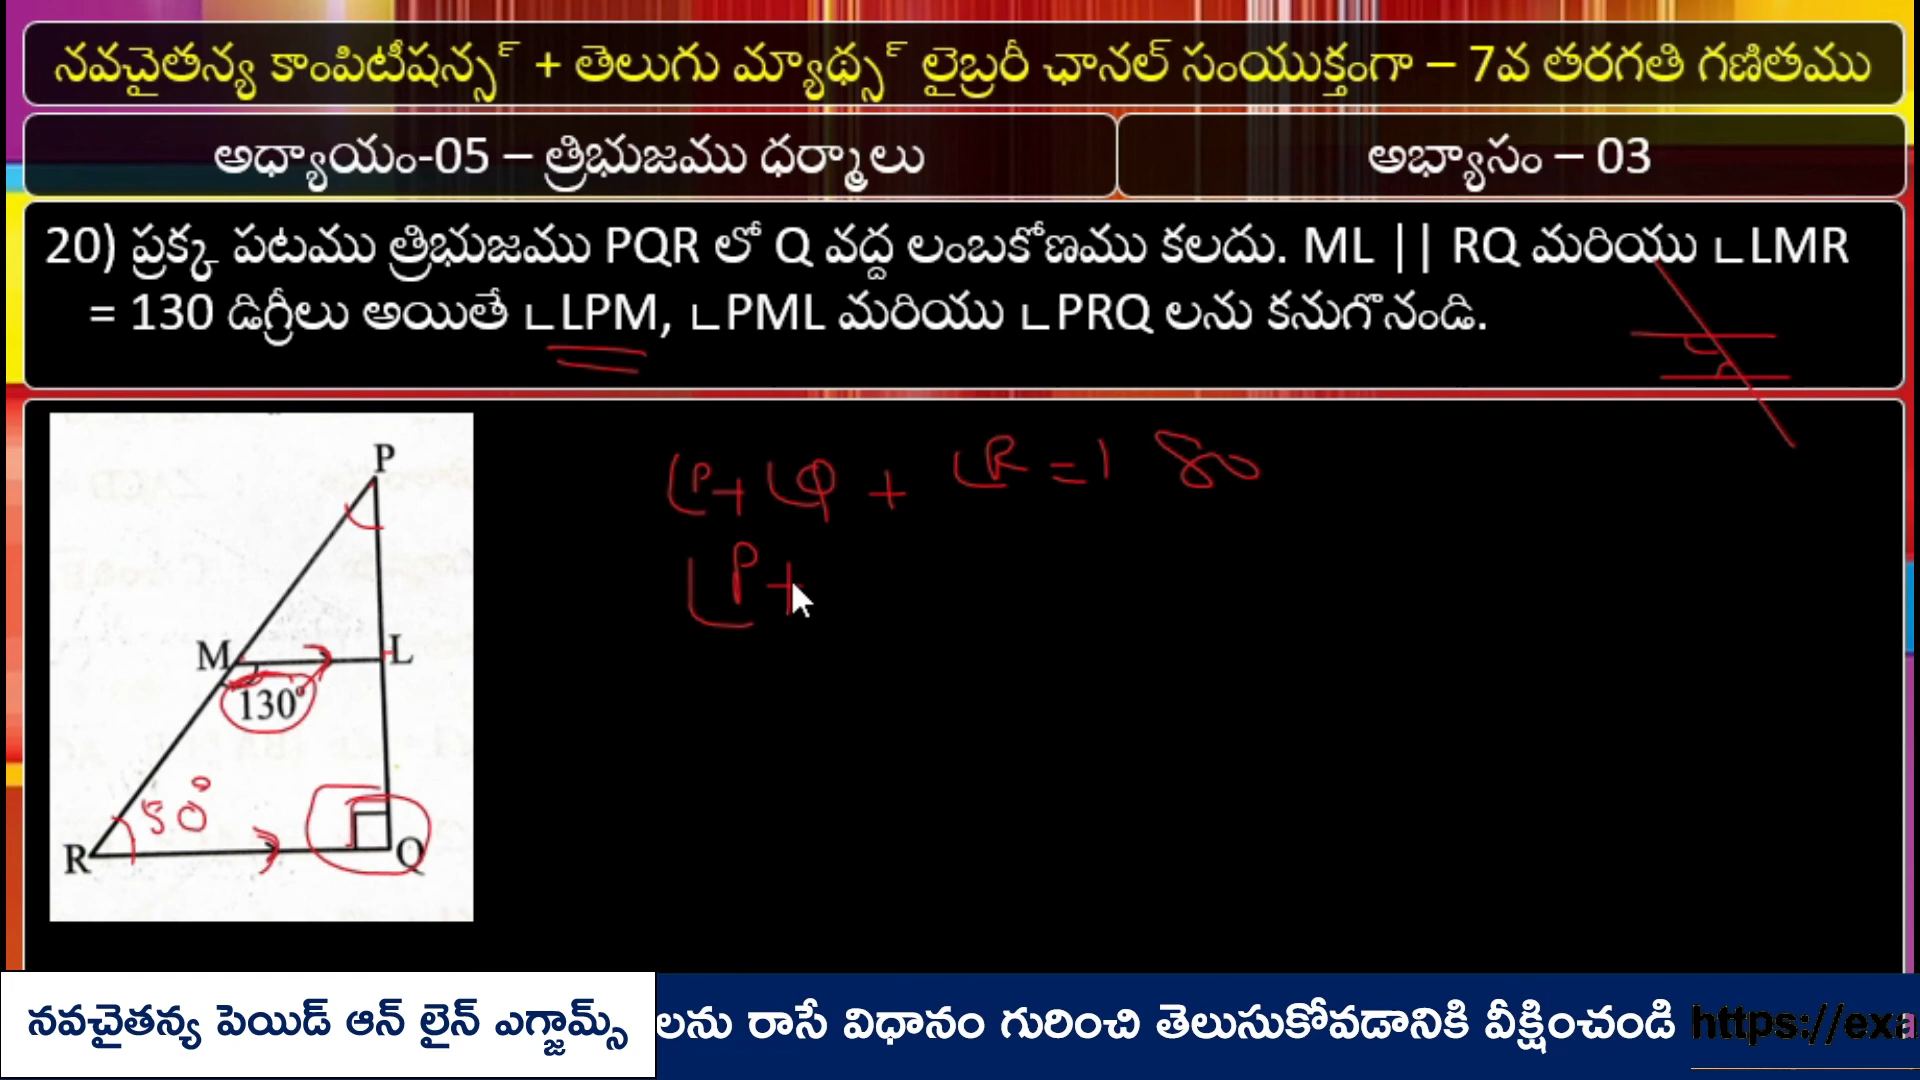 నవచైతన్య కాంపిటీషన్స్ + తెలుగు మ్యాథ్స్ లైబ్రరీ ఛానల్ సంయుక్తంగా – 7వ తరగతి గణితము
అధ్యాయం-05 – త్రిభుజము ధర్మాలు
అభ్యాసం – 03
20) ప్రక్క పటము త్రిభుజము PQR లో Q వద్ద లంబకోణము కలదు. ML || RQ మరియు ∟LMR
= 130 డిగ్రీలు అయితే ∟LPM, ∟PML మరియు ∟PRQ లను కనుగొనండి.
P
M
L
130°
50°
R
Q
∟P + ∟Q + ∟R = 180
∟P +
నవచైతన్య పెయిడ్ ఆన్ లైన్ ఎగ్జామ్స్
లను రాసే విధానం గురించి తెలుసుకోవడానికి వీక్షించండి https://exa